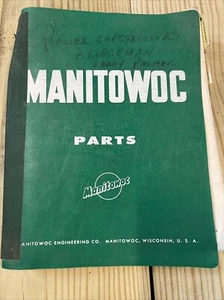 MANITOWOC
PARTS
Manitowoc
MANITOWOC ENGINEERING CO. MANITOWOC, WISCONSIN, U. S. A.